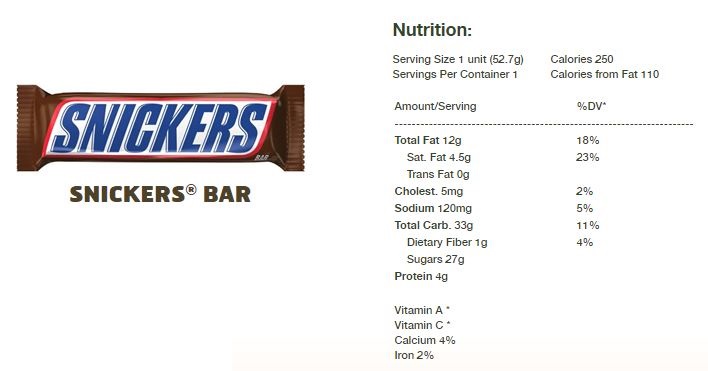 SNICKERS
BAR
SNICKERS® BAR
Nutrition:
Serving Size 1 unit (52.7g) Calories 250
Servings Per Container 1 Calories from Fat 110
Amount/Serving %DV*
Total Fat 12g 18%
Sat. Fat 4.5g 23%
Trans Fat 0g
Cholest. 5mg 2%
Sodium 120mg 5%
Total Carb. 33g 11%
Dietary Fiber 1g 4%
Sugars 27g
Protein 4g
Vitamin A *
Vitamin C *
Calcium 4%
Iron 2%